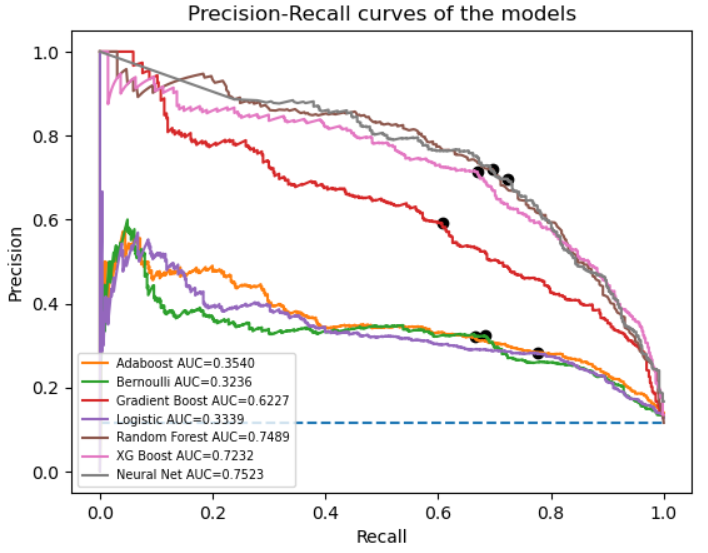 Precision-Recall curves of the models
1.0
0.8
0.6
0.4
0.2
0.0
Precision
Adaboost AUC=0.3540
Bernoulli AUC=0.3236
Gradient Boost AUC=0.6227
Logistic AUC=0.3339
Random Forest AUC=0.7489
XG Boost AUC=0.7232
Neural Net AUC=0.7523
0.0 0.2 0.4 0.6 0.8 1.0
Recall